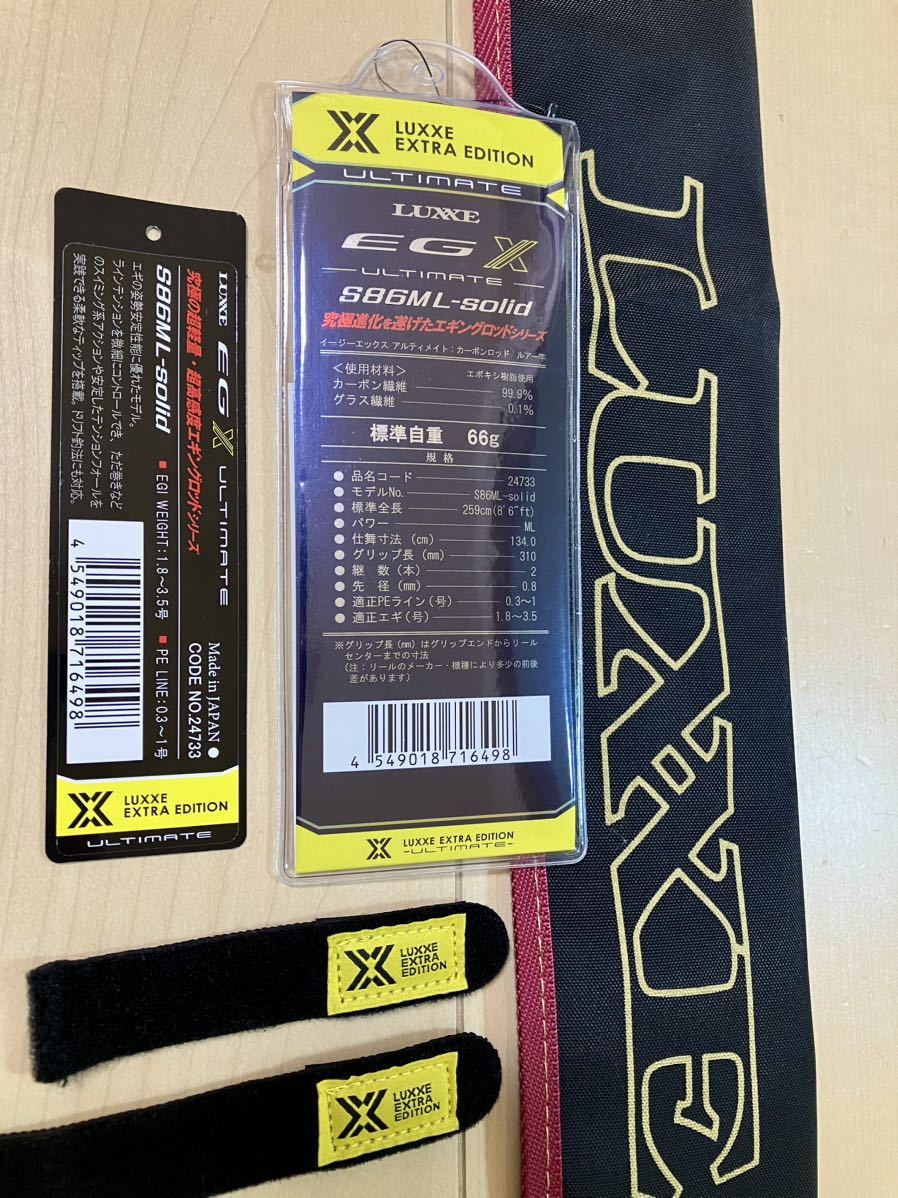 LUXXE EGX ULTIMATE
究極の超軽量・超高感度エギングロッドシリーズ
S86ML-solid
■ EGI WEIGHT:1.8～3.5号 ■ PE LINE:0.3～1号
エギの姿勢安定性能に優れたモデル。
ラインテンションを微細にコントロールでき、ただ巻きなど
のスイミング系アクションや安定したテンションフォールを
実践できる柔軟なティップを搭載。ドリフト釣法にも対応。
4 549018 716498
Made in JAPAN
CODE NO.24733
LUXXE
EXTRA EDITION
ULTIMATE
LUXXE
EXTRA EDITION
ULTIMATE
LUXXE
EGX
ULTIMATE
S86ML-solid
究極進化を遂げたエギングロッドシリーズ
イージーエックス アルティメイト：カーボンロッド ルアー竿
＜使用材料＞ エポキシ樹脂使用
カーボン繊維 99.9%
グラス繊維 0.1%
標準自重 66g
規格
● 品名コード 24733
● モデルNo. S86ML-solid
● 標準全長 259cm(8'6"ft)
● パワー ML
● 仕舞寸法 (cm) 134.0
● グリップ長 (mm) 310
● 継数(本) 2
● 先径(mm) 0.8
● 適正PEライン(号) 0.3～1
● 適正エギ(号) 1.8～3.5
※グリップ長(mm)はグリップエンドからリール
センターまでの寸法
(注：リールのメーカー・機種により多少の前後
差があります)
4 549018 716498
LUXXE EXTRA EDITION
-ULTIMATE-
LUXXE
LUXXE
EXTRA
EDITION
LUXXE
EXTRA
EDITION